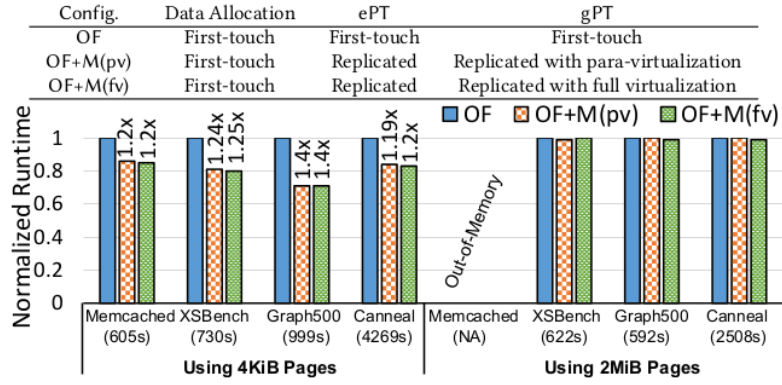 Config. Data Allocation ePT gPT
OF First-touch First-touch First-touch
OF+M(pv) First-touch Replicated Replicated with para-virtualization
OF+M(fv) First-touch Replicated Replicated with full virtualization
OF OF+M(pv) OF+M(fv)
Normalized Runtime
1
0.8
0.6
0.4
0.2
0
1.2x 1.2x 1.24x 1.25x 1.4x 1.4x 1.19x 1.2x
Out-of-Memory
Memcached XSBench Graph500 Canneal Memcached XSBench Graph500 Canneal
(605s) (730s) (999s) (4269s) (NA) (622s) (592s) (2508s)
Using 4KiB Pages Using 2MiB Pages